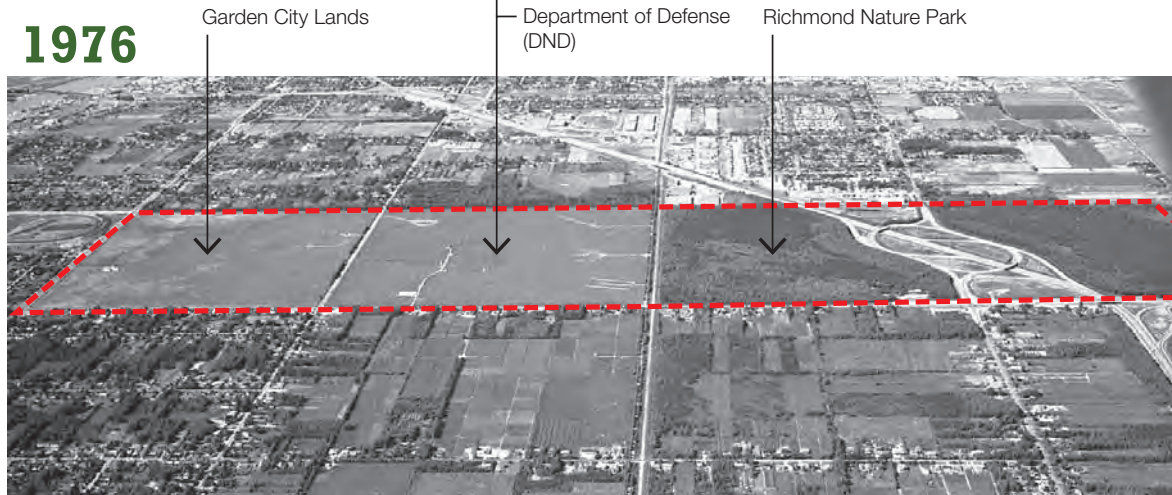 Garden City Lands
Department of Defense
(DND)
Richmond Nature Park
1976